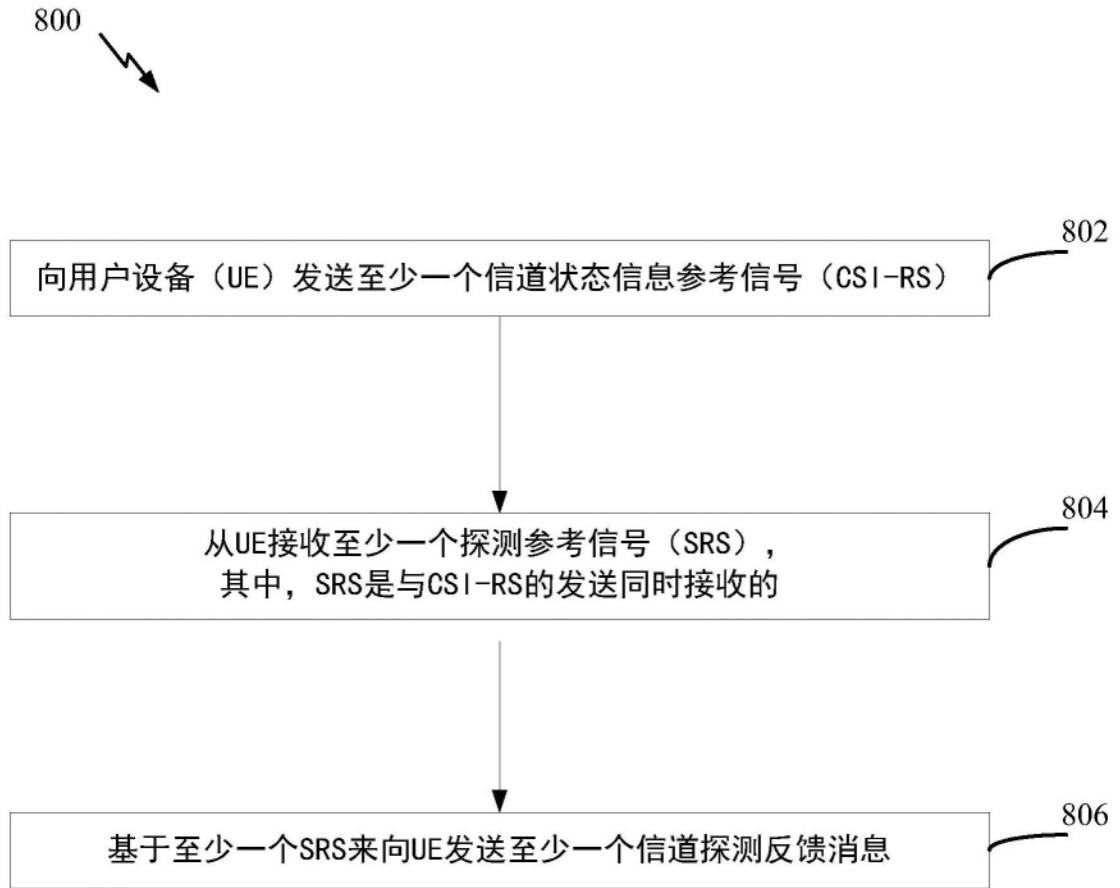 800
802
向用户设备（UE）发送至少一个信道状态信息参考信号（CSI-RS）
804
从UE接收至少一个探测参考信号（SRS），
其中，SRS是与CSI-RS的发送同时接收的
806
基于至少一个SRS来向UE发送至少一个信道探测反馈消息